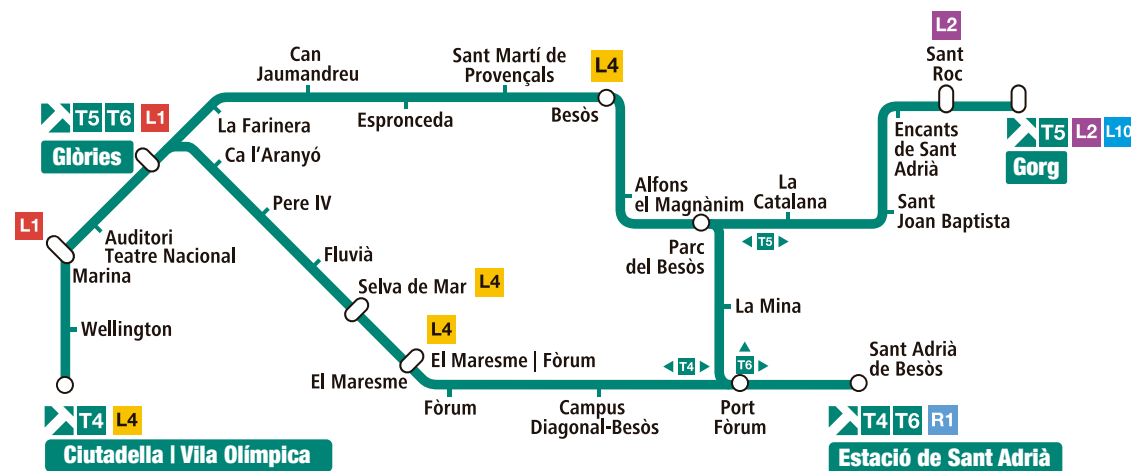 L2
Can
Jaumandreu
Sant Martí de
Provençals
L4
Sant
Roc
T5 T6 L1
La Farinera
Espronceda
Besòs
Encants
de Sant
Adrià
T5 L2 L10
Gorg
Glòries
Ca l'Aranyó
Alfons
el Magnànim
La
Catalana
Sant
Joan Baptista
Pere IV
L1
Auditori
Teatre Nacional
Marina
Parc
del Besòs
T5
Fluvià
Selva de Mar L4
La Mina
Wellington
L4
El Maresme | Fòrum
El Maresme
T4
T6
Sant Adrià
de Besòs
Fòrum
Campus
Diagonal-Besòs
Port
Fòrum
T4 L4
Ciutadella | Vila Olímpica
T4 T6 R1
Estació de Sant Adrià